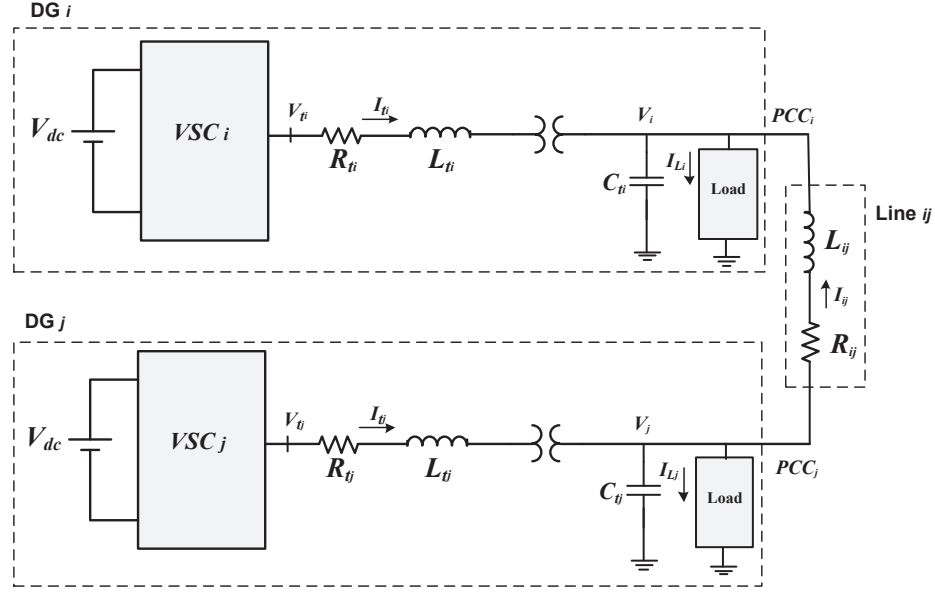 DG i
V_dc
VSC i
V_ti
I_ti
R_ti
L_ti
V_i
C_ti
I_Li
Load
PCC_i
Line ij
L_ij
I_ij
R_ij
DG j
V_dc
VSC j
V_tj
I_tj
R_tj
L_tj
V_j
C_tj
I_Lj
Load
PCC_j